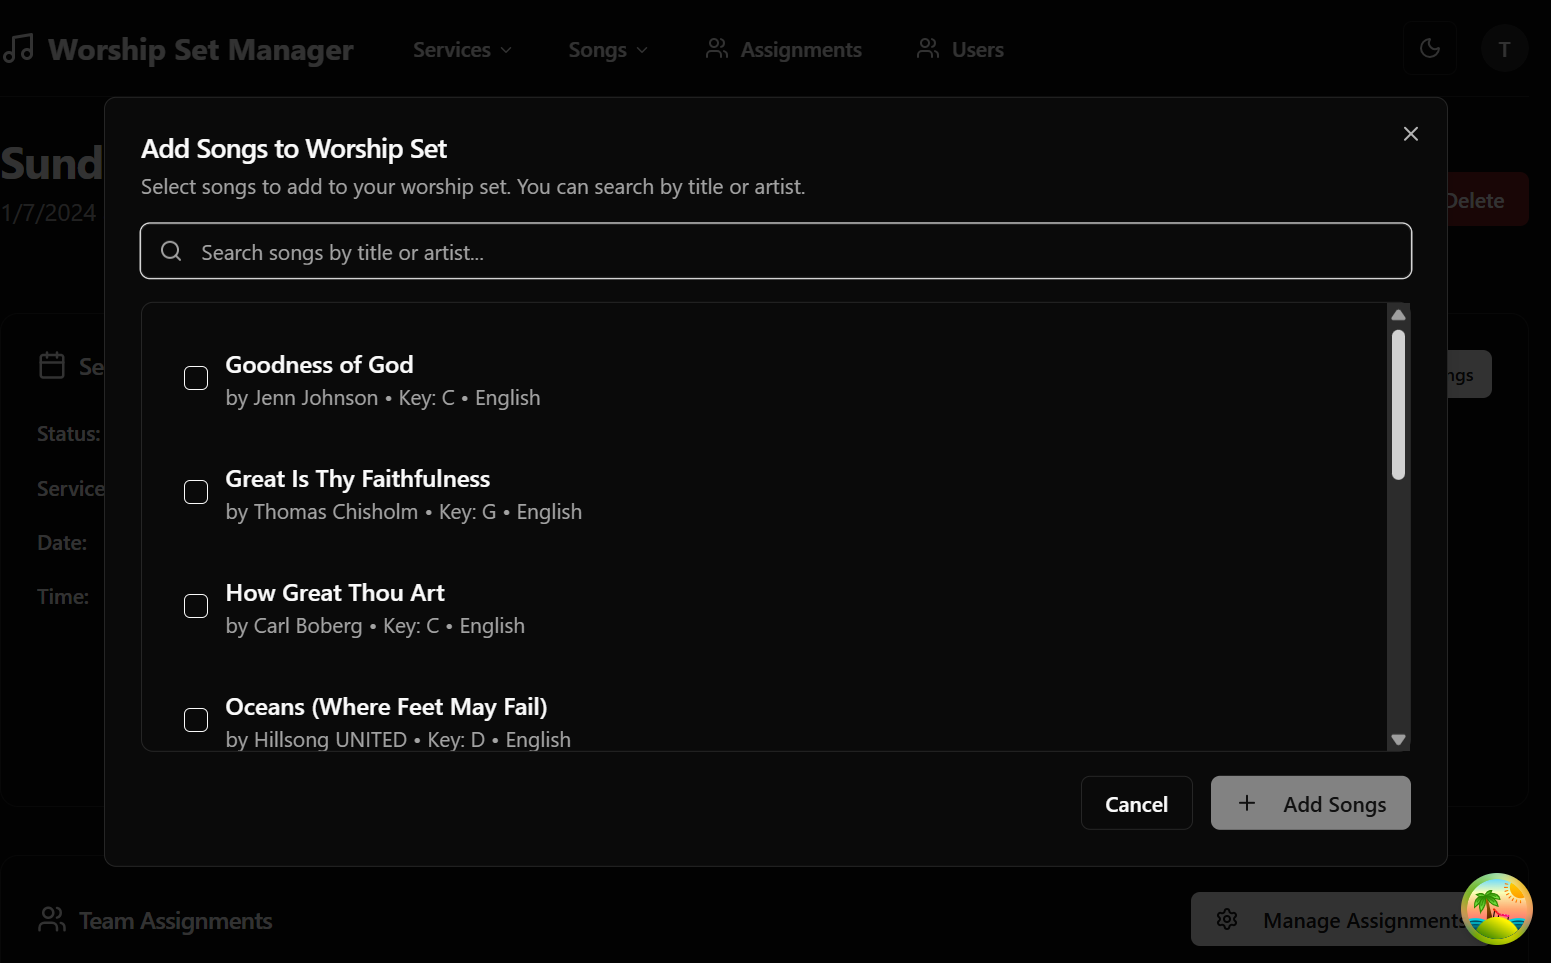 Worship Set Manager
Services
Songs
Assignments
Users
T
Sund
1/7/2024
Delete
Add Songs to Worship Set
Select songs to add to your worship set. You can search by title or artist.
Search songs by title or artist...
Goodness of God
by Jenn Johnson • Key: C • English
Great Is Thy Faithfulness
by Thomas Chisholm • Key: G • English
How Great Thou Art
by Carl Boberg • Key: C • English
Oceans (Where Feet May Fail)
by Hillsong UNITED • Key: D • English
Cancel
Add Songs
Se
ngs
Status:
Service
Date:
Time:
Team Assignments
Manage Assignments